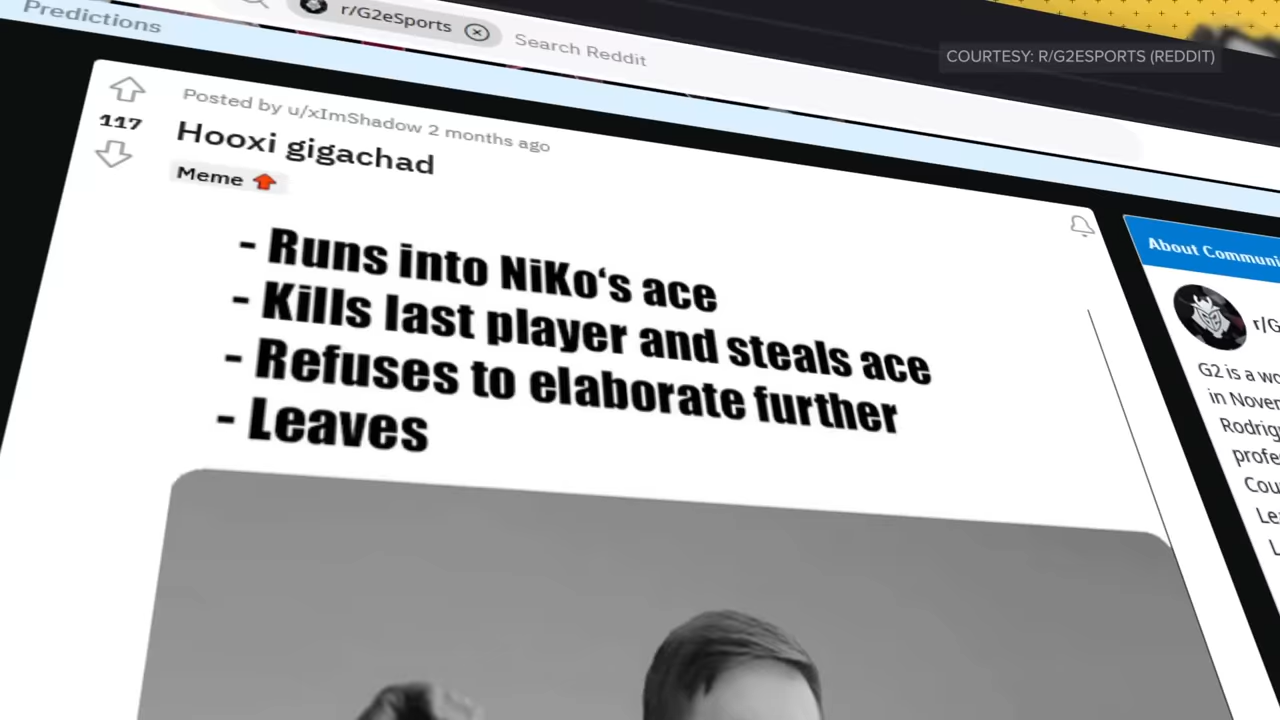 Predictions
r/G2eSports
Search Reddit
COURTESY: R/G2ESPORTS (REDDIT)
117
Posted by u/xImShadow 2 months ago
Hooxi gigachad
Meme
- Runs into NiKo‘s ace
- Kills last player and steals ace
- Refuses to elaborate further
- Leaves
About Communi
r/G
G2 is a wo
in Novem
Rodrig
profe
Cou
Le
L